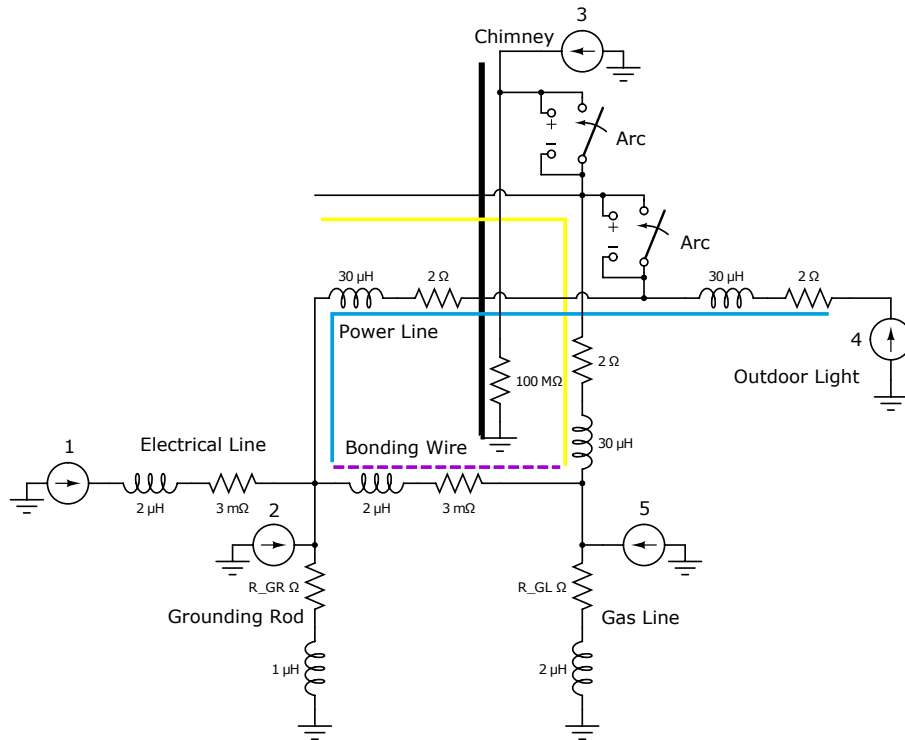 3
Chimney
+
−
Arc
+
−
Arc
30 µH
2 Ω
30 µH
2 Ω
Power Line
4
2 Ω
100 MΩ
Outdoor Light
1
Electrical Line
Bonding Wire
30 µH
2 µH
3 mΩ
2 µH
3 mΩ
2
5
R_GR Ω
R_GL Ω
Grounding Rod
Gas Line
1 µH
2 µH